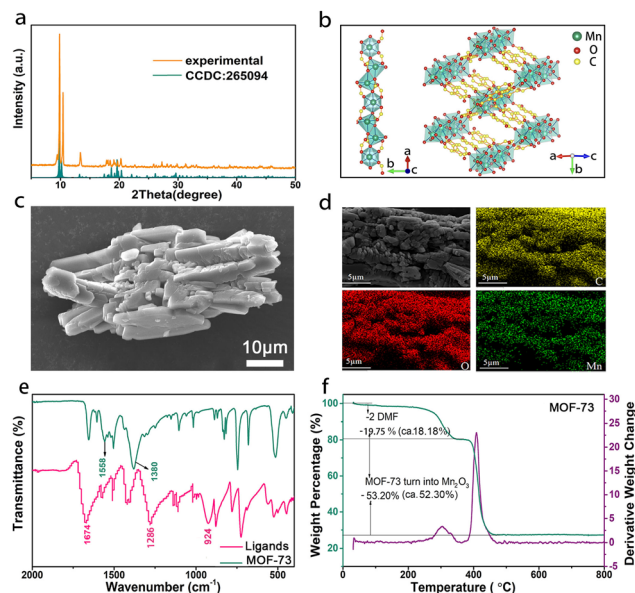 a
Intensity (a.u.)
experimental
CCDC:265094
10 20 30 40 50
2Theta(degree)
b
Mn
O
C
a
b
c
a
c
b
c
10μm
d
5μm
5μm
C
5μm
O
5μm
Mn
e
Transmittance (%)
1558
1380
1674
1286
924
Ligands
MOF-73
2000 1500 1000 500
Wavenumber (cm-1)
f
MOF-73
Weight Percentage (%)
100
80
60
40
20
-2 DMF
-19.75 % (ca.18.18%)
MOF-73 turn into Mn2O3
- 53.20% (ca. 52.30%)
30
25
20
15
10
5
0
-5
Derivative Weight Change
0 200 400 600 800
Temperature ( °C)